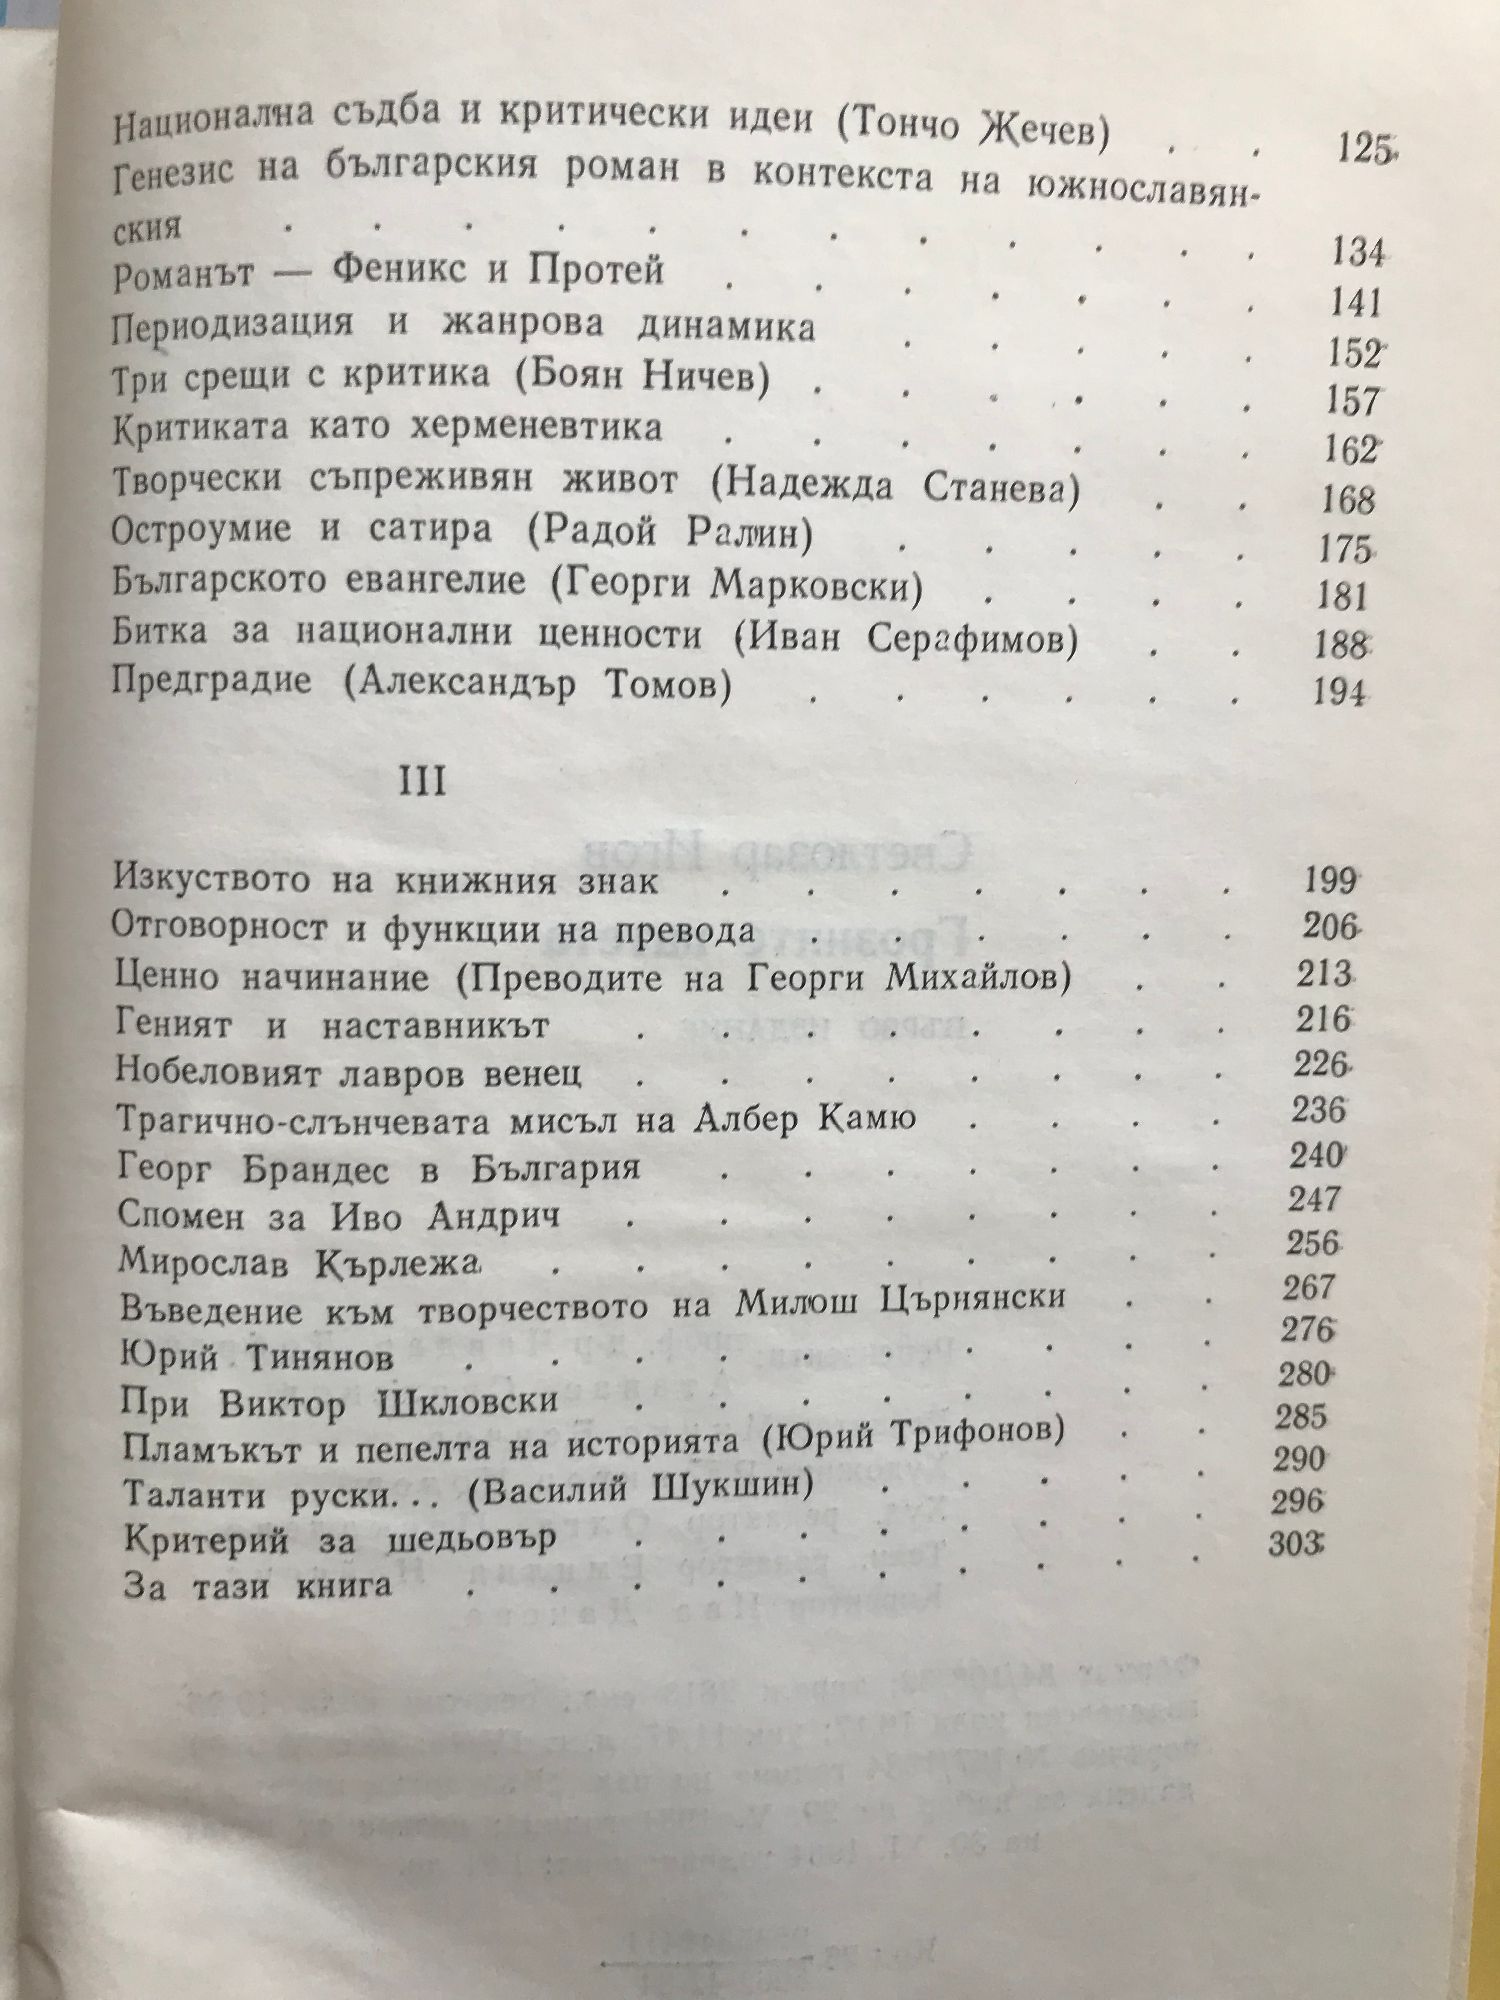 Национална съдба и критически идеи (Тончо Жечев) . . 125
Генезис на българския роман в контекста на южнославян-
ския . . . . . . . . . . . . 134
Романът — Феникс и Протей . . . . . . . 141
Периодизация и жанрова динамика . . . . . 152
Три срещи с критика (Боян Ничев) . . . . . . 157
Критиката като херменевтика . . . . . . . 162
Творчески съпреживян живот (Надежда Станева) . . 168
Остроумие и сатира (Радой Ралин) . . . . . 175
Българското евангелие (Георги Марковски) . . . . 181
Битка за национални ценности (Иван Серафимов) . . 188
Предградие (Александър Томов) . . . . . . 194
III
Изкуството на книжния знак . . . . . . . 199
Отговорност и функции на превода . . . . . . 206
Ценно начинание (Преводите на Георги Михайлов) . . 213
Геният и наставникът . . . . . . . . 216
Нобеловият лавров венец . . . . . . . . 226
Трагично-слънчевата мисъл на Албер Камю . . . . 236
Георг Брандес в България . . . . . . . 240
Спомен за Иво Андрич . . . . . . . . 247
Мирослав Кърлежа . . . . . . . . . 256
Въведение към творчеството на Милош Църнянски . . 267
Юрий Тинянов . . . . . . . . . . 276
При Виктор Шкловски . . . . . . . . 280
Пламъкът и пепелта на историята (Юрий Трифонов) . . 285
Таланти руски... (Василий Шукшин) . . . . . 290
Критерий за шедьовър . . . . . . . . 296
За тази книга . . . . . . . . . . 303